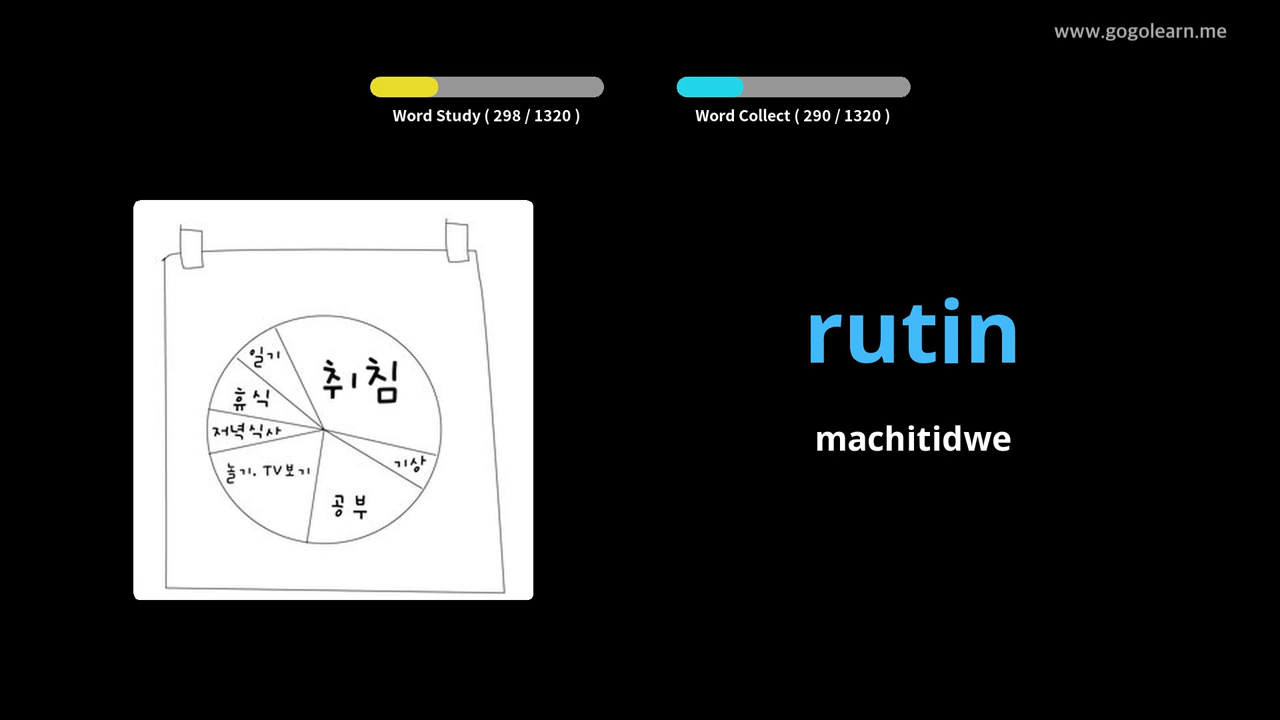 www.gogolearn.me
Word Study ( 298 / 1320 )
Word Collect ( 290 / 1320 )
일기
취침
휴식
저녁식사
놀기. TV보기
기상
공부
rutin
machitidwe